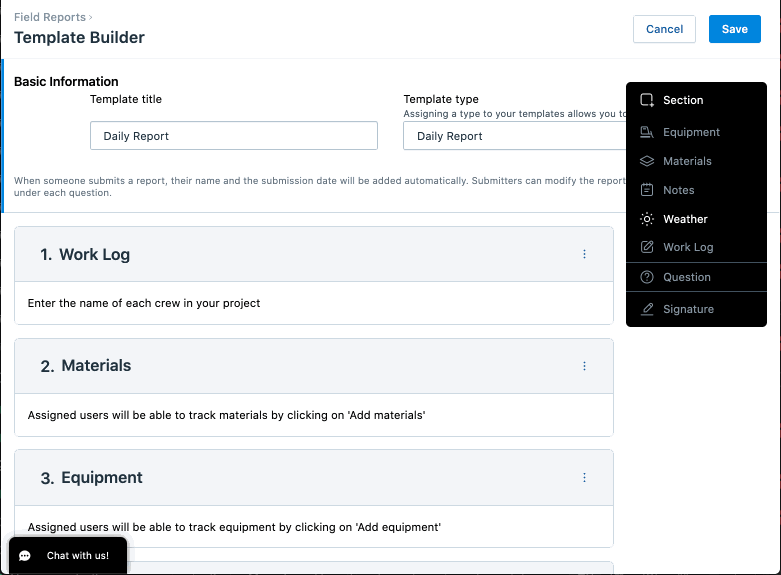 Field Reports ›
Template Builder
Cancel
Save
Basic Information
Template title
Template type
Assigning a type to your templates allows you to
Daily Report
Daily Report
When someone submits a report, their name and the submission date will be added automatically. Submitters can modify the report
under each question.
Section
Equipment
Materials
Notes
Weather
Work Log
Question
Signature
1. Work Log
Enter the name of each crew in your project
2. Materials
Assigned users will be able to track materials by clicking on 'Add materials'
3. Equipment
Assigned users will be able to track equipment by clicking on 'Add equipment'
Chat with us!